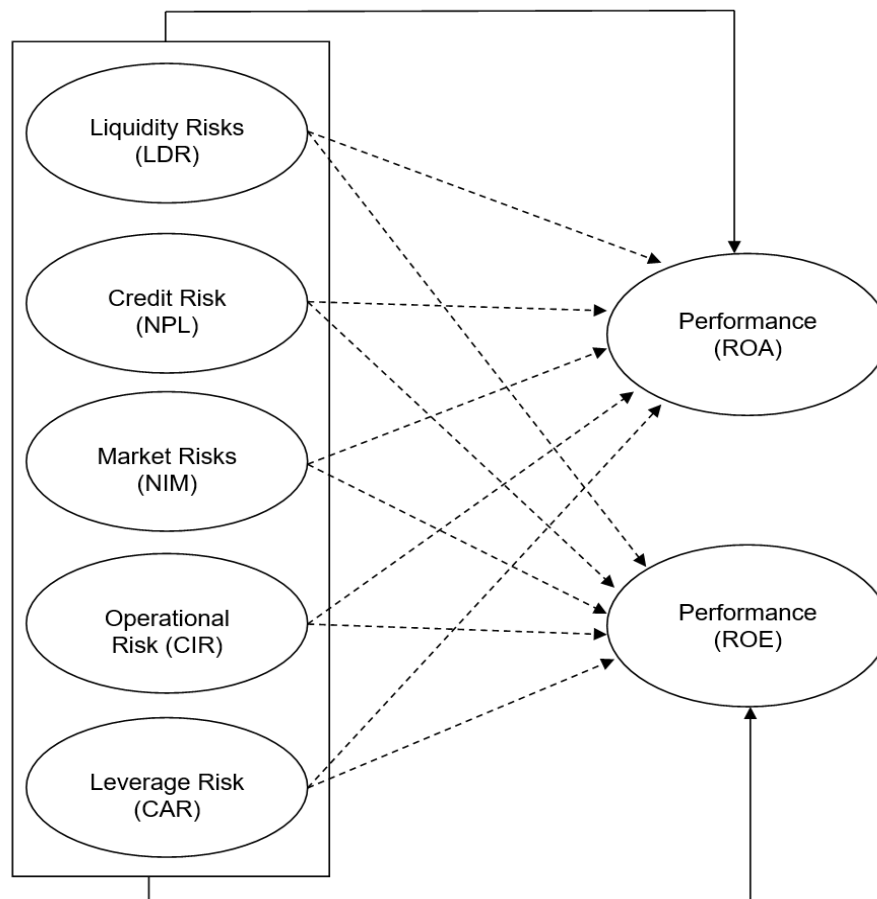 Liquidity Risks
(LDR)
Credit Risk
(NPL)
Market Risks
(NIM)
Operational
Risk (CIR)
Leverage Risk
(CAR)
Performance
(ROA)
Performance
(ROE)